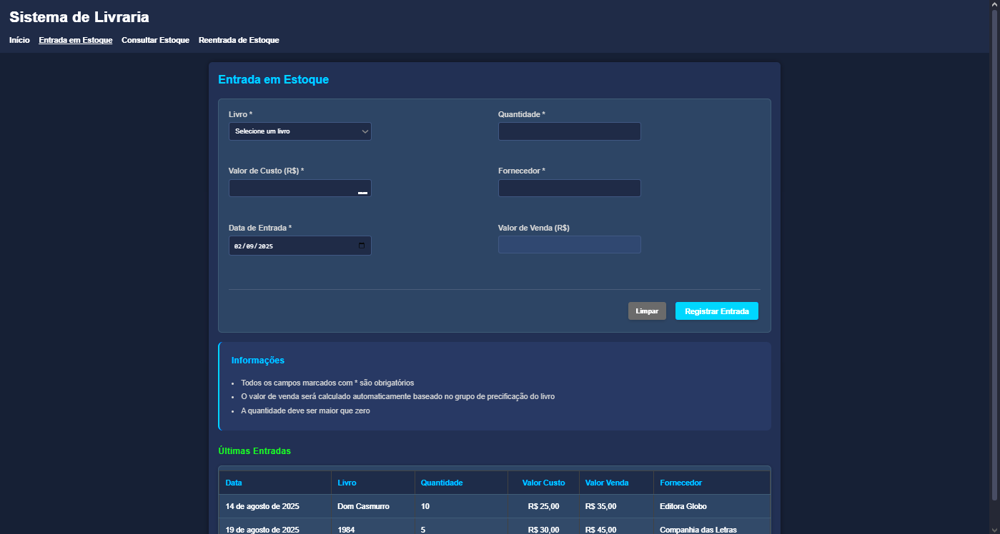 Sistema de Livraria
Início Entrada em Estoque Consultar Estoque Reentrada de Estoque
Entrada em Estoque
Livro * Quantidade *
Selecione um livro
Valor de Custo (R$) * Fornecedor *
Data de Entrada * Valor de Venda (R$)
02/09/2025
Limpar Registrar Entrada
Informações
• Todos os campos marcados com * são obrigatórios
• O valor de venda será calculado automaticamente baseado no grupo de precificação do livro
• A quantidade deve ser maior que zero
Últimas Entradas
Data Livro Quantidade Valor Custo Valor Venda Fornecedor
14 de agosto de 2025 Dom Casmurro 10 R$ 25,00 R$ 35,00 Editora Globo
19 de agosto de 2025 1984 5 R$ 30,00 R$ 45,00 Companhia das Letras